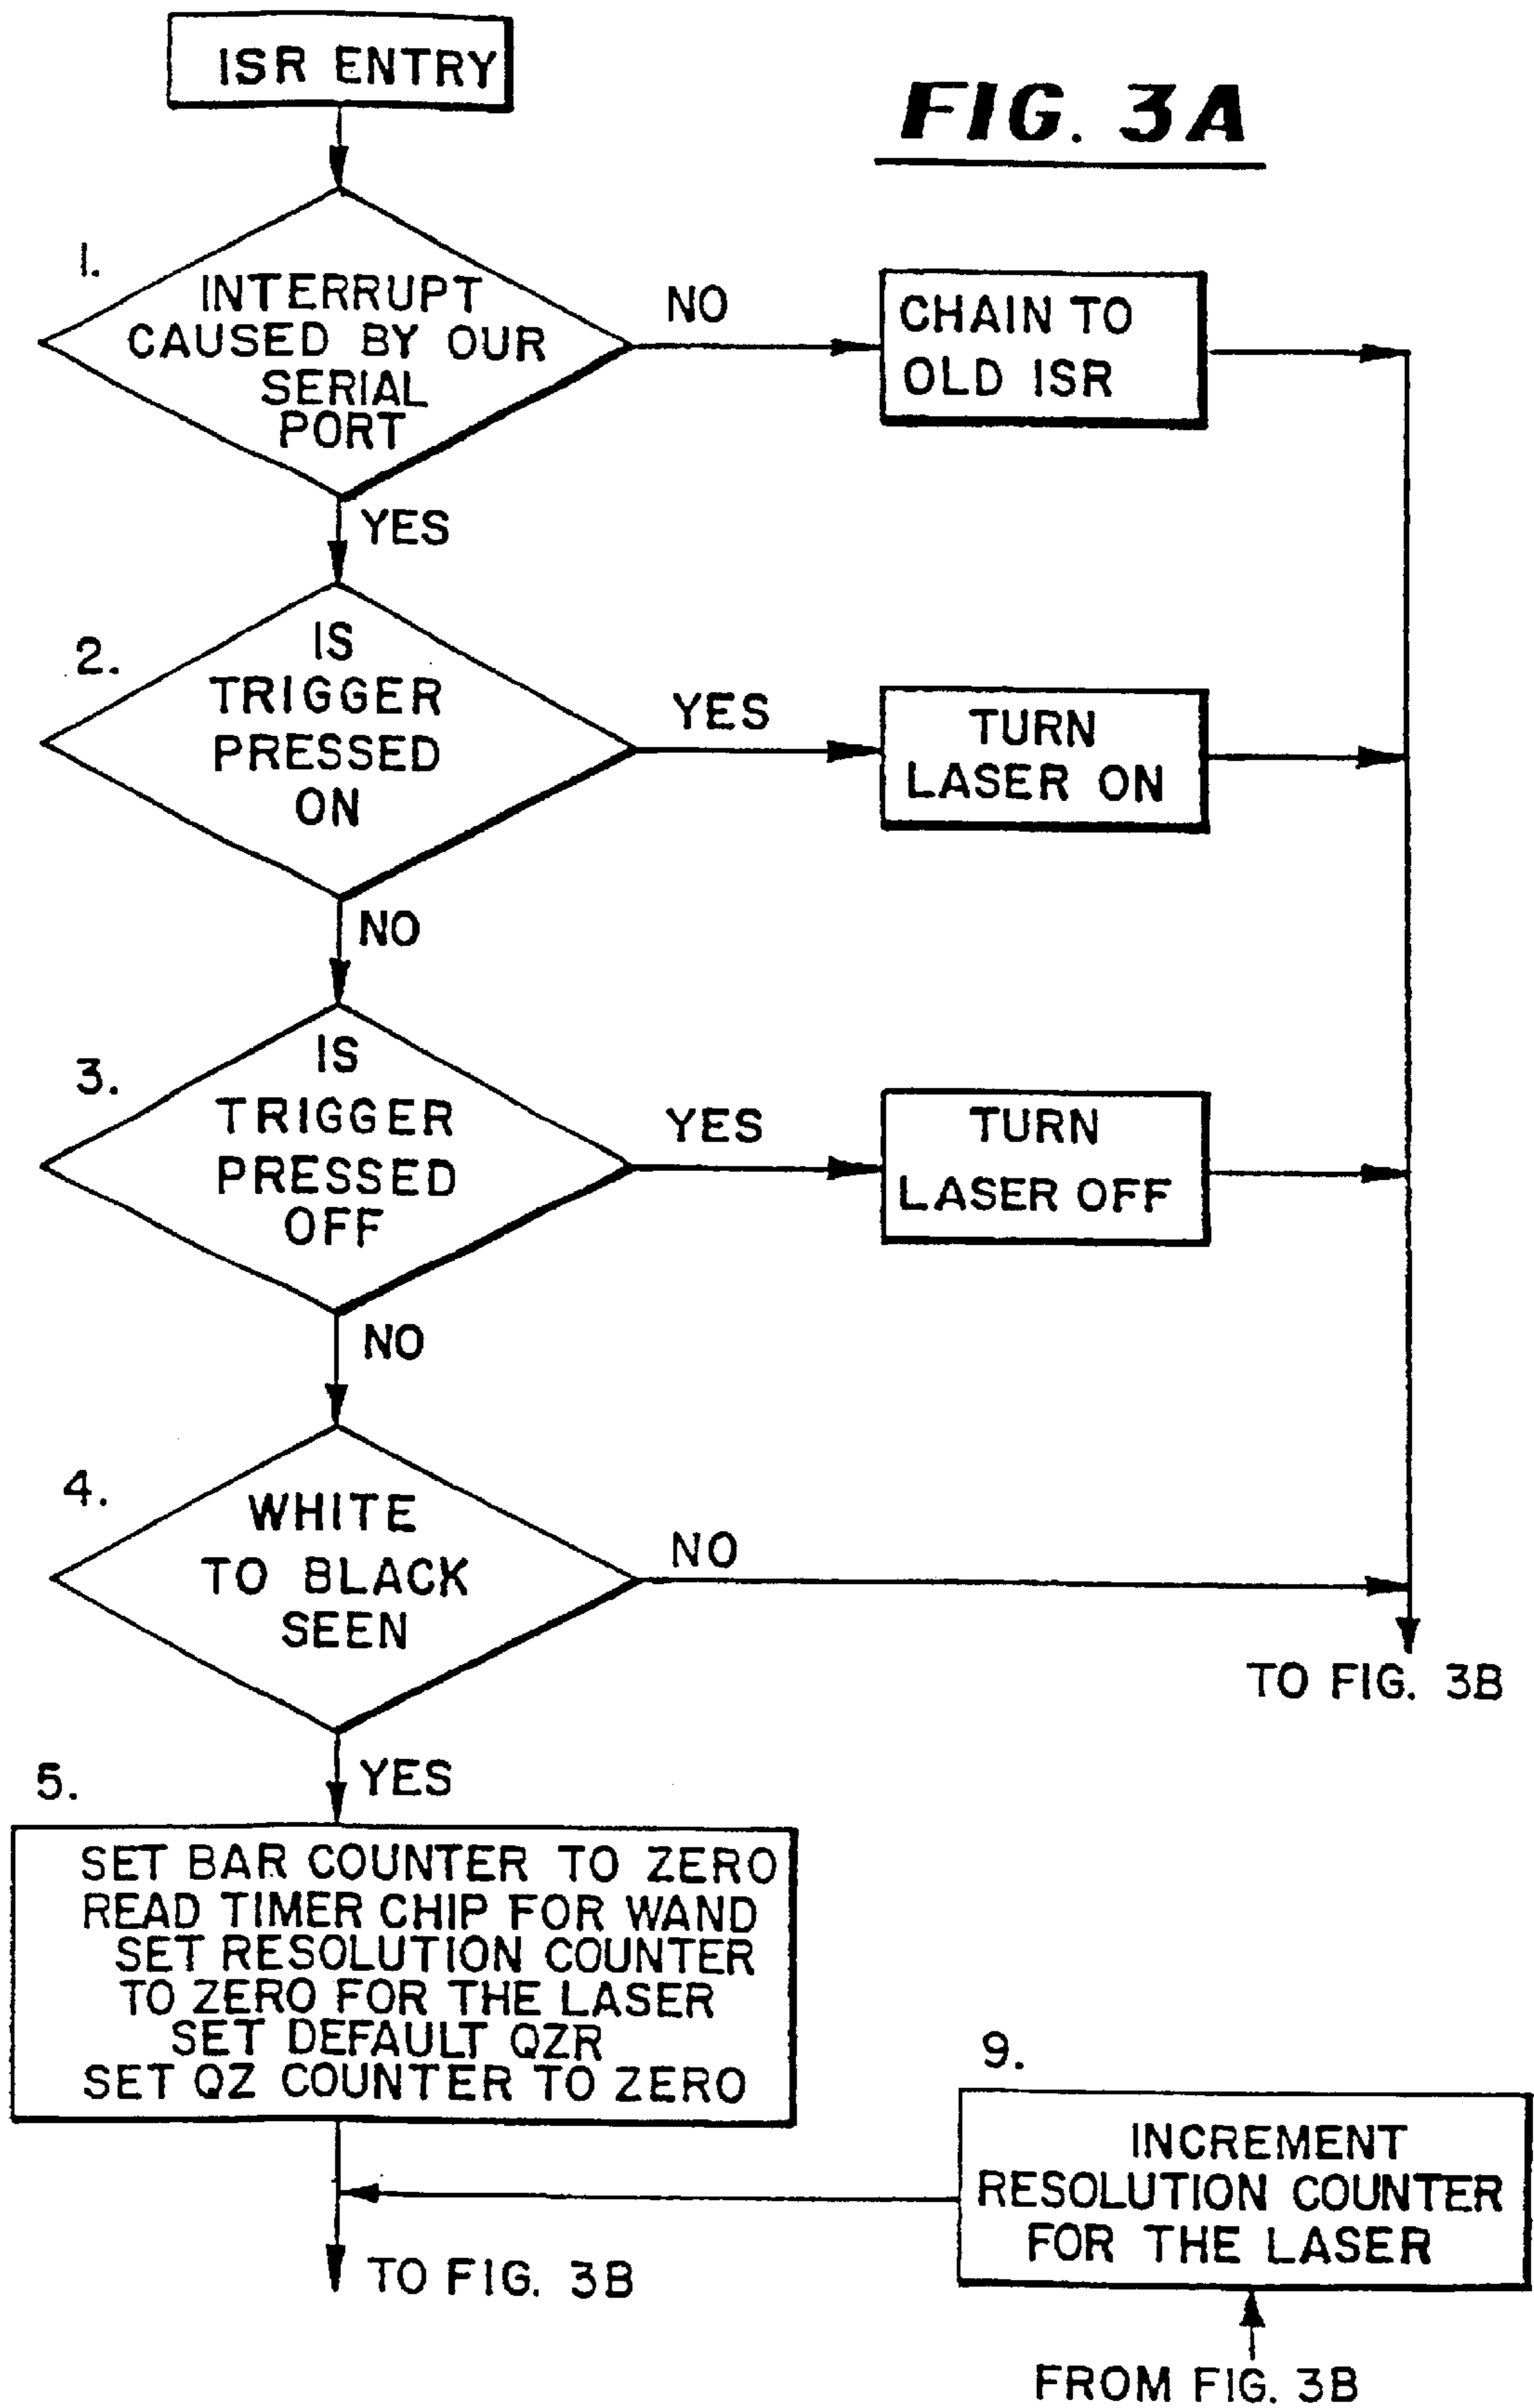 ISR ENTRY
FIG. 3A
1.
INTERRUPT
CAUSED BY OUR
SERIAL
PORT
NO
CHAIN TO
OLD ISR
YES
2.
IS
TRIGGER
PRESSED
ON
YES
TURN
LASER ON
NO
3.
IS
TRIGGER
PRESSED
OFF
YES
TURN
LASER OFF
NO
4.
WHITE
TO BLACK
SEEN
NO
TO FIG. 3B
YES
5.
SET BAR COUNTER TO ZERO
READ TIMER CHIP FOR WAND
SET RESOLUTION COUNTER
TO ZERO FOR THE LASER
SET DEFAULT QZR
SET QZ COUNTER TO ZERO
9.
INCREMENT
RESOLUTION COUNTER
FOR THE LASER
TO FIG. 3B
FROM FIG. 3B